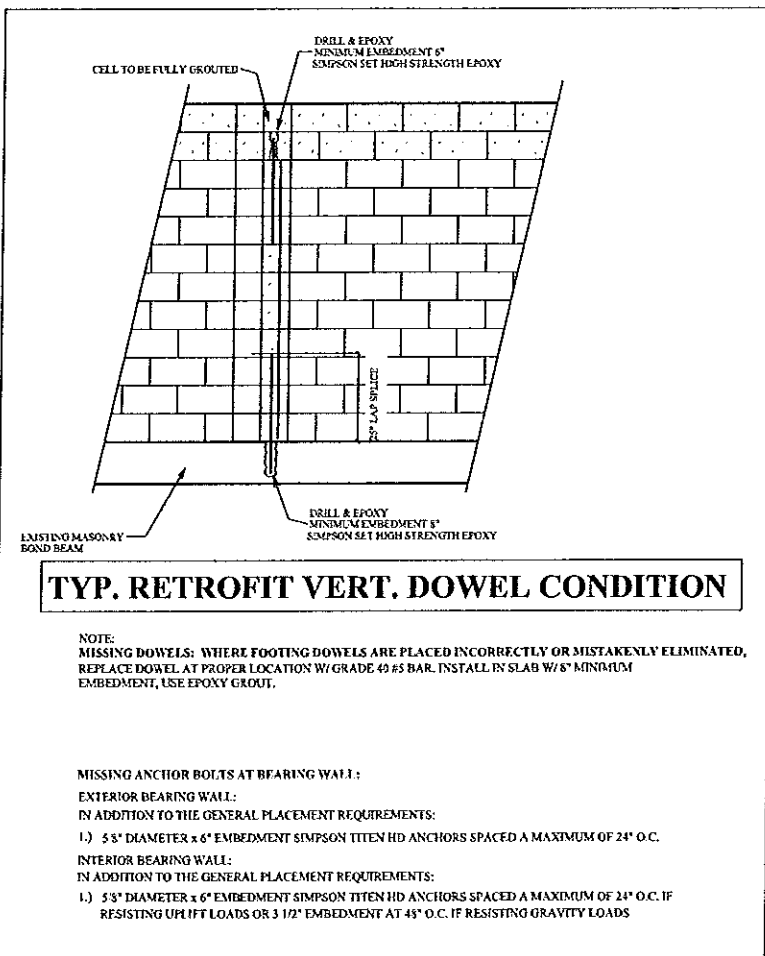 DRILL & EPOXY
MINIMUM EMBEDMENT 6"
SIMPSON SET HIGH STRENGTH EPOXY
CELL TO BE FULLY GROUTED
25" LAP SPLICE
DRILL & EPOXY
MINIMUM EMBEDMENT 8"
SIMPSON SET HIGH STRENGTH EPOXY
EXISTING MASONRY
BOND BEAM
TYP. RETROFIT VERT. DOWEL CONDITION
NOTE:
MISSING DOWELS: WHERE FOOTING DOWELS ARE PLACED INCORRECTLY OR MISTAKENLY ELIMINATED,
REPLACE DOWEL AT PROPER LOCATION W/ GRADE 40 #5 BAR. INSTALL IN SLAB W/ 8" MINIMUM
EMBEDMENT, USE EPOXY GROUT.
MISSING ANCHOR BOLTS AT BEARING WALL:
EXTERIOR BEARING WALL:
IN ADDITION TO THE GENERAL PLACEMENT REQUIREMENTS:
1.) 5/8" DIAMETER x 6" EMBEDMENT SIMPSON TITEN HD ANCHORS SPACED A MAXIMUM OF 24" O.C.
INTERIOR BEARING WALL:
IN ADDITION TO THE GENERAL PLACEMENT REQUIREMENTS:
1.) 5/8" DIAMETER x 6" EMBEDMENT SIMPSON TITEN HD ANCHORS SPACED A MAXIMUM OF 24" O.C. IF
RESISTING UPLIFT LOADS OR 3 1/2" EMBEDMENT AT 48" O.C. IF RESISTING GRAVITY LOADS